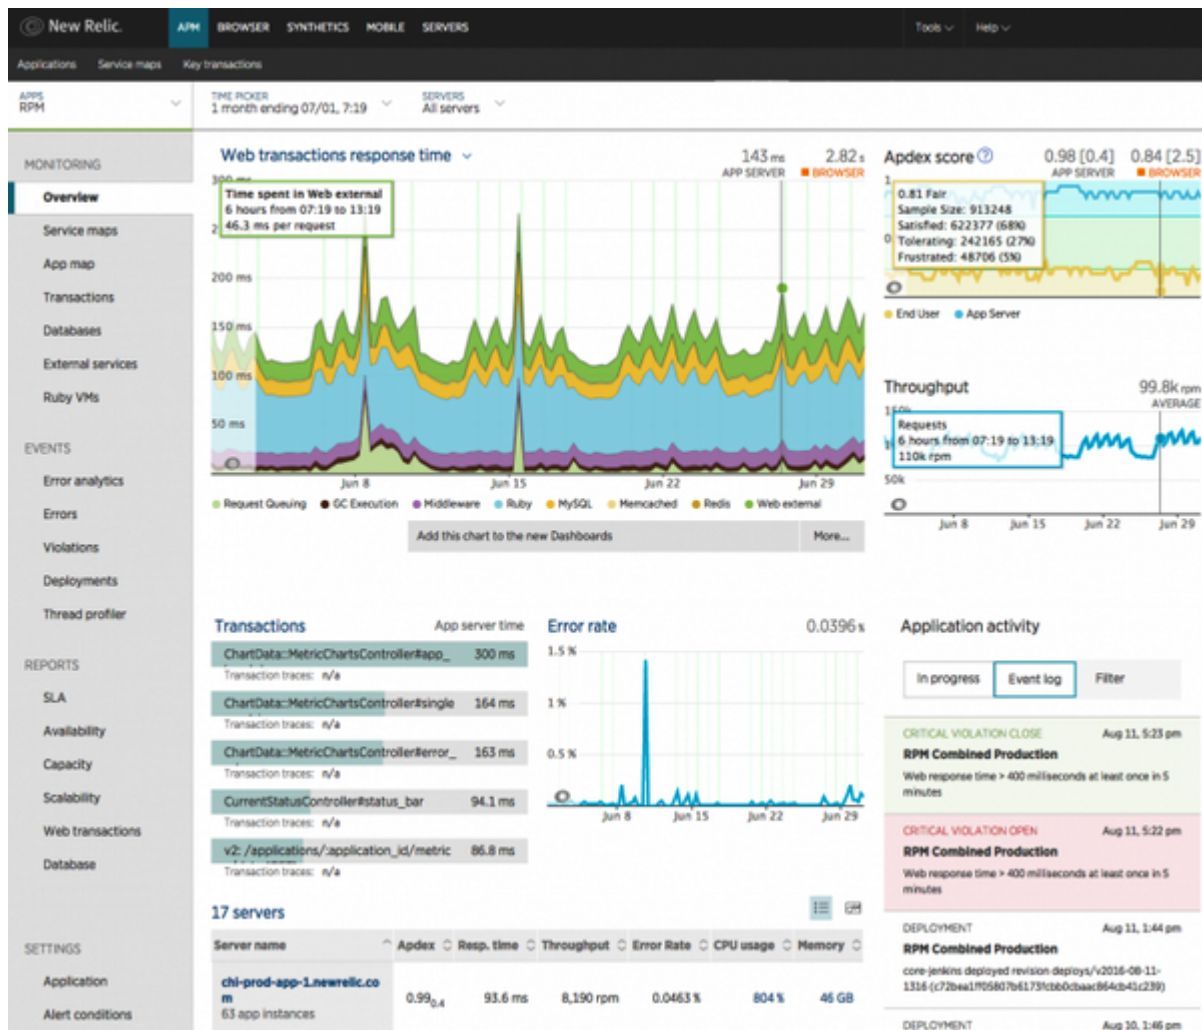 New Relic.
APM BROWSER SYNTHETICS MOBILE SERVERS
Tools Help
Applications Service maps Key transactions
APPS
RPM
TIME PICKER
1 month ending 07/01, 7:19
SERVERS
All servers
MONITORING
Overview
Service maps
App map
Transactions
Databases
External services
Ruby VMs
EVENTS
Error analytics
Errors
Violations
Deployments
Thread profiler
REPORTS
SLA
Availability
Capacity
Scalability
Web transactions
Database
SETTINGS
Application
Alert conditions
Web transactions response time
143 ms
APP SERVER
2.82 s
BROWSER
300 ms
Time spent in Web external
6 hours from 07:19 to 13:19
46.3 ms per request
200 ms
150 ms
100 ms
50 ms
Jun 8 Jun 15 Jun 22 Jun 29
Request Queuing GC Execution Middleware Ruby MySQL Memcached Redis Web external
Add this chart to the new Dashboards More...
Apdex score
0.98 [0.4]
APP SERVER
0.84 [2.5]
BROWSER
1
0.81 Fair
Sample Size: 913248
Satisfied: 622377 (68%)
Tolerating: 242165 (27%)
Frustrated: 48706 (5%)
End User App Server
Throughput
99.8k rpm
AVERAGE
150k
Requests
6 hours from 07:19 to 13:19
110k rpm
50k
Jun 8 Jun 15 Jun 22 Jun 29
Transactions App server time
ChartData::MetricChartsController#app_ 300 ms
Transaction traces: n/a
ChartData::MetricChartsController#single 164 ms
Transaction traces: n/a
ChartData::MetricChartsController#error_ 163 ms
Transaction traces: n/a
CurrentStatusController#status_bar 94.1 ms
Transaction traces: n/a
v2: /applications/:application_id/metric 86.8 ms
Transaction traces: n/a
Error rate 0.0396 %
1.5 %
1 %
0.5 %
Jun 8 Jun 15 Jun 22 Jun 29
Application activity
In progress Event log Filter
CRITICAL VIOLATION CLOSE Aug 11, 5:23 pm
RPM Combined Production
Web response time > 400 milliseconds at least once in 5
minutes
CRITICAL VIOLATION OPEN Aug 11, 5:22 pm
RPM Combined Production
Web response time > 400 milliseconds at least once in 5
minutes
DEPLOYMENT Aug 11, 1:44 pm
RPM Combined Production
core-jenkins deployed revision deploys/v2016-08-11-
DEPLOYMENT Aug 10, 1:46 pm
17 servers
Server name Apdex Resp. time Throughput Error Rate CPU usage Memory
chi-prod-app-1.newrelic.co
m
63 app instances
0.99 0.4 93.6 ms 8,190 rpm 0.0463 % 804 % 46 GB